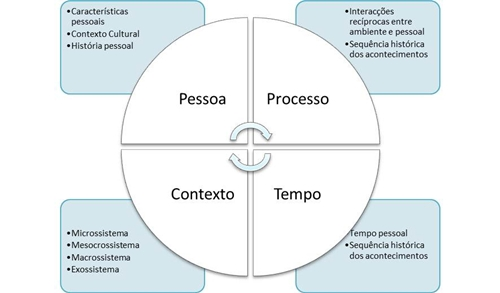 • Características
pessoais
• Contexto Cultural
• História pessoal
• Interacções
recíprocas entre
ambiente e pessoal
• Sequência histórica
dos acontecimentos
Pessoa
Processo
Contexto
Tempo
• Microssistema
• Mesocrossistema
• Macrossistema
• Exossistema
Tempo pessoal
• Sequência histórica
dos acontecimentos